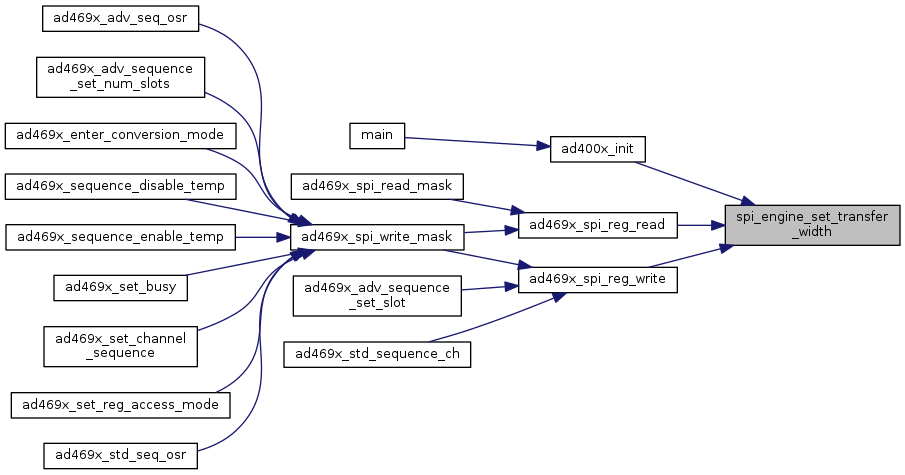 ad469x_adv_seq_osr
ad469x_adv_sequence
_set_num_slots
ad469x_enter_conversion_mode
ad469x_sequence_disable_temp
ad469x_sequence_enable_temp
ad469x_set_busy
ad469x_set_channel
_sequence
ad469x_set_reg_access_mode
ad469x_std_seq_osr
main
ad469x_spi_read_mask
ad469x_spi_write_mask
ad469x_adv_sequence
_set_slot
ad469x_std_sequence_ch
ad400x_init
ad469x_spi_reg_read
ad469x_spi_reg_write
spi_engine_set_transfer
_width